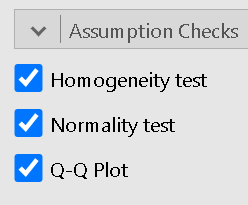 Assumption Checks
Homogeneity test
Normality test
Q-Q Plot